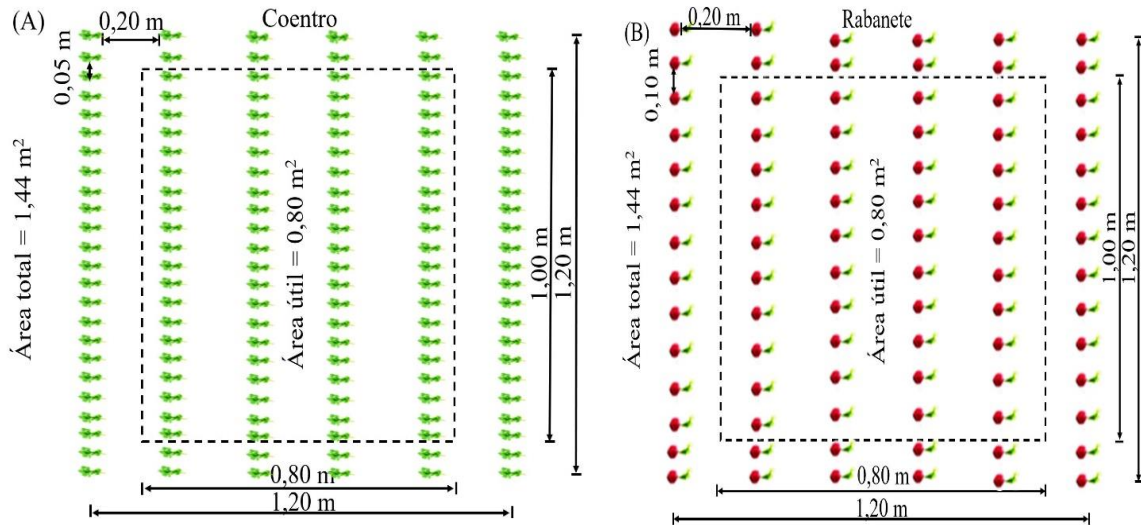 (A)
Coentro
0,20 m
0,05 m
Área total = 1,44 m²
Área útil = 0,80 m²
1,00 m
1,20 m
0,80 m
1,20 m
(B)
Rabanete
0,20 m
0,10 m
Área total = 1,44 m²
Área útil = 0,80 m²
1,00 m
1,20 m
0,80 m
1,20 m